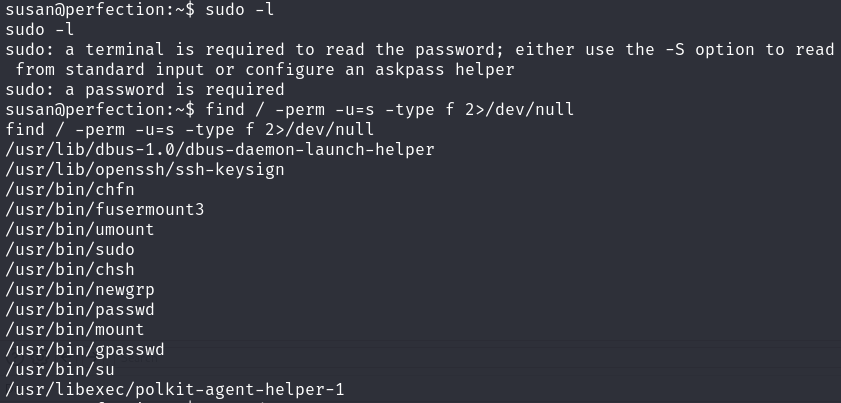 susan@perfection:~$ sudo -l
sudo -l
sudo: a terminal is required to read the password; either use the -S option to read
 from standard input or configure an askpass helper
sudo: a password is required
susan@perfection:~$ find / -perm -u=s -type f 2>/dev/null
find / -perm -u=s -type f 2>/dev/null
/usr/lib/dbus-1.0/dbus-daemon-launch-helper
/usr/lib/openssh/ssh-keysign
/usr/bin/chfn
/usr/bin/fusermount3
/usr/bin/umount
/usr/bin/sudo
/usr/bin/chsh
/usr/bin/newgrp
/usr/bin/passwd
/usr/bin/mount
/usr/bin/gpasswd
/usr/bin/su
/usr/libexec/polkit-agent-helper-1